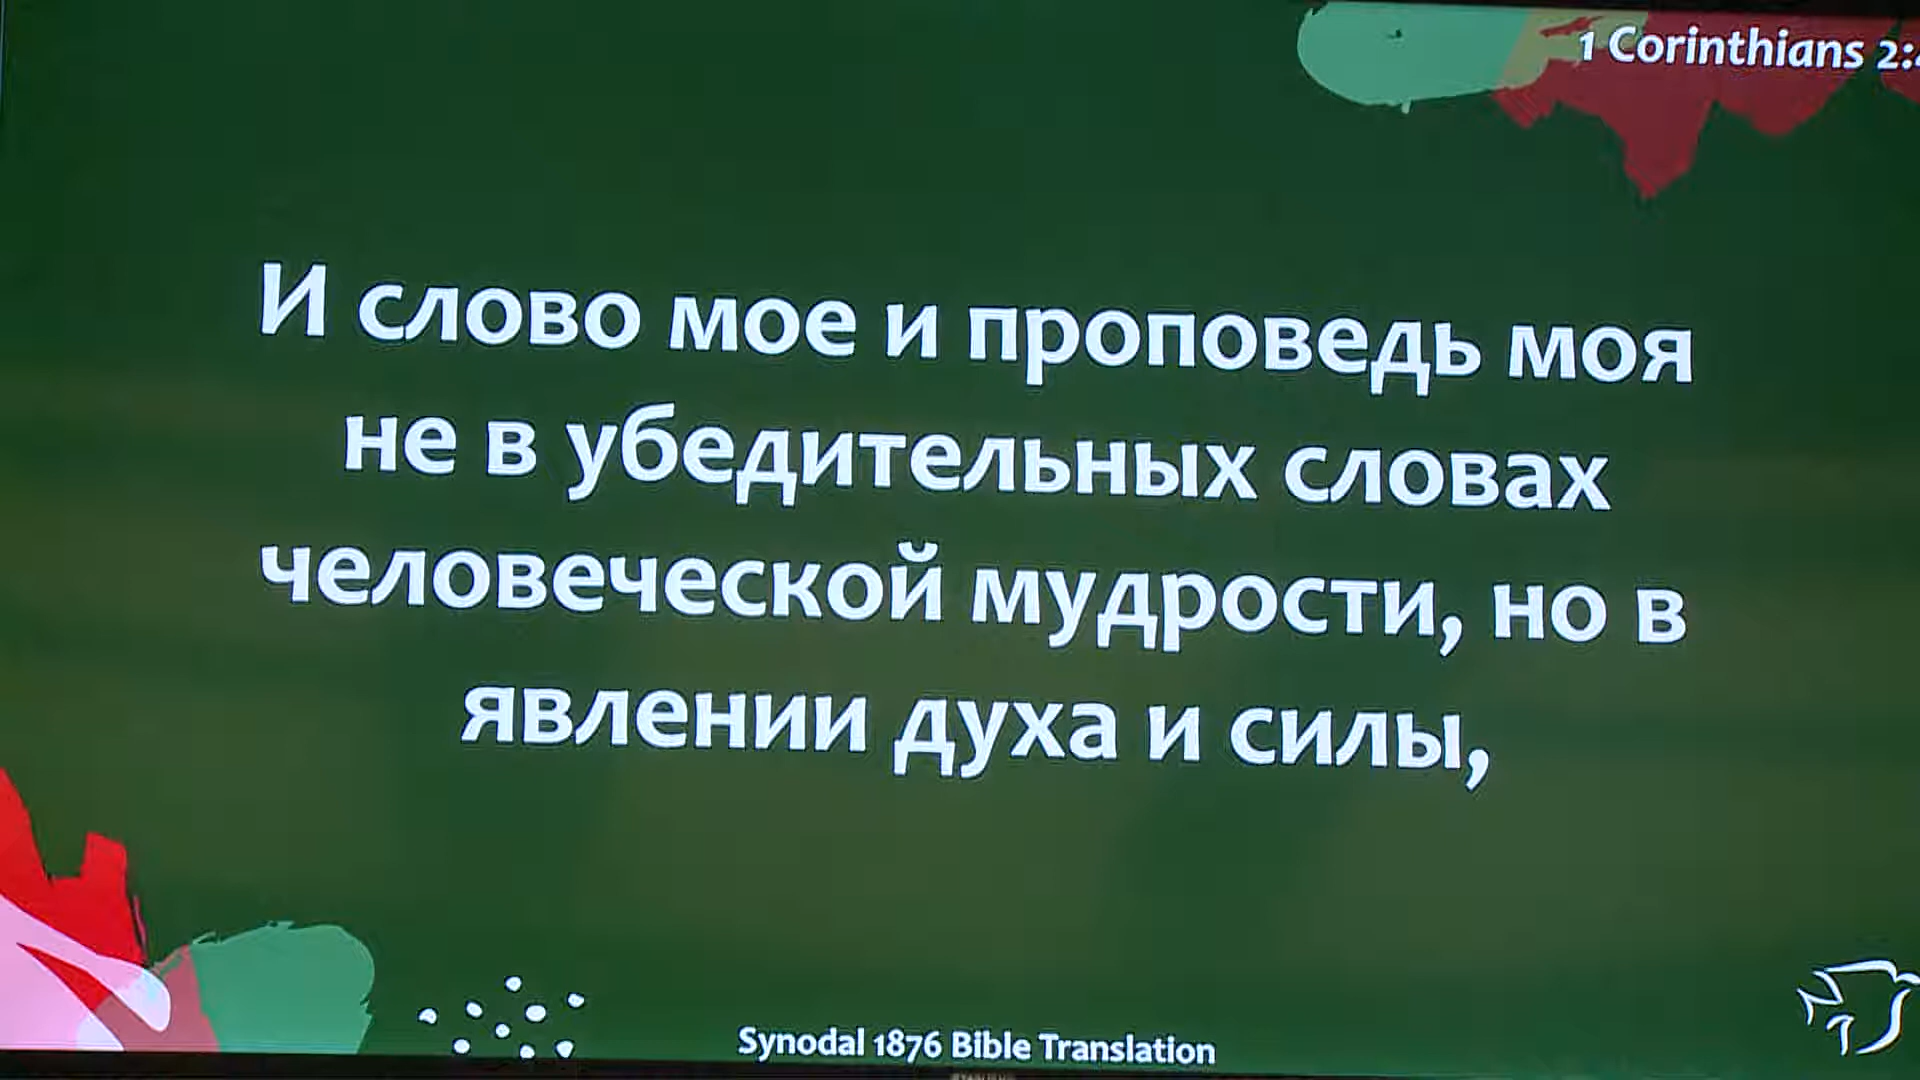 1 Corinthians 2:
И слово мое и проповедь моя
не в убедительных словах
человеческой мудрости, но в
явлении духа и силы,
Synodal 1876 Bible Translation